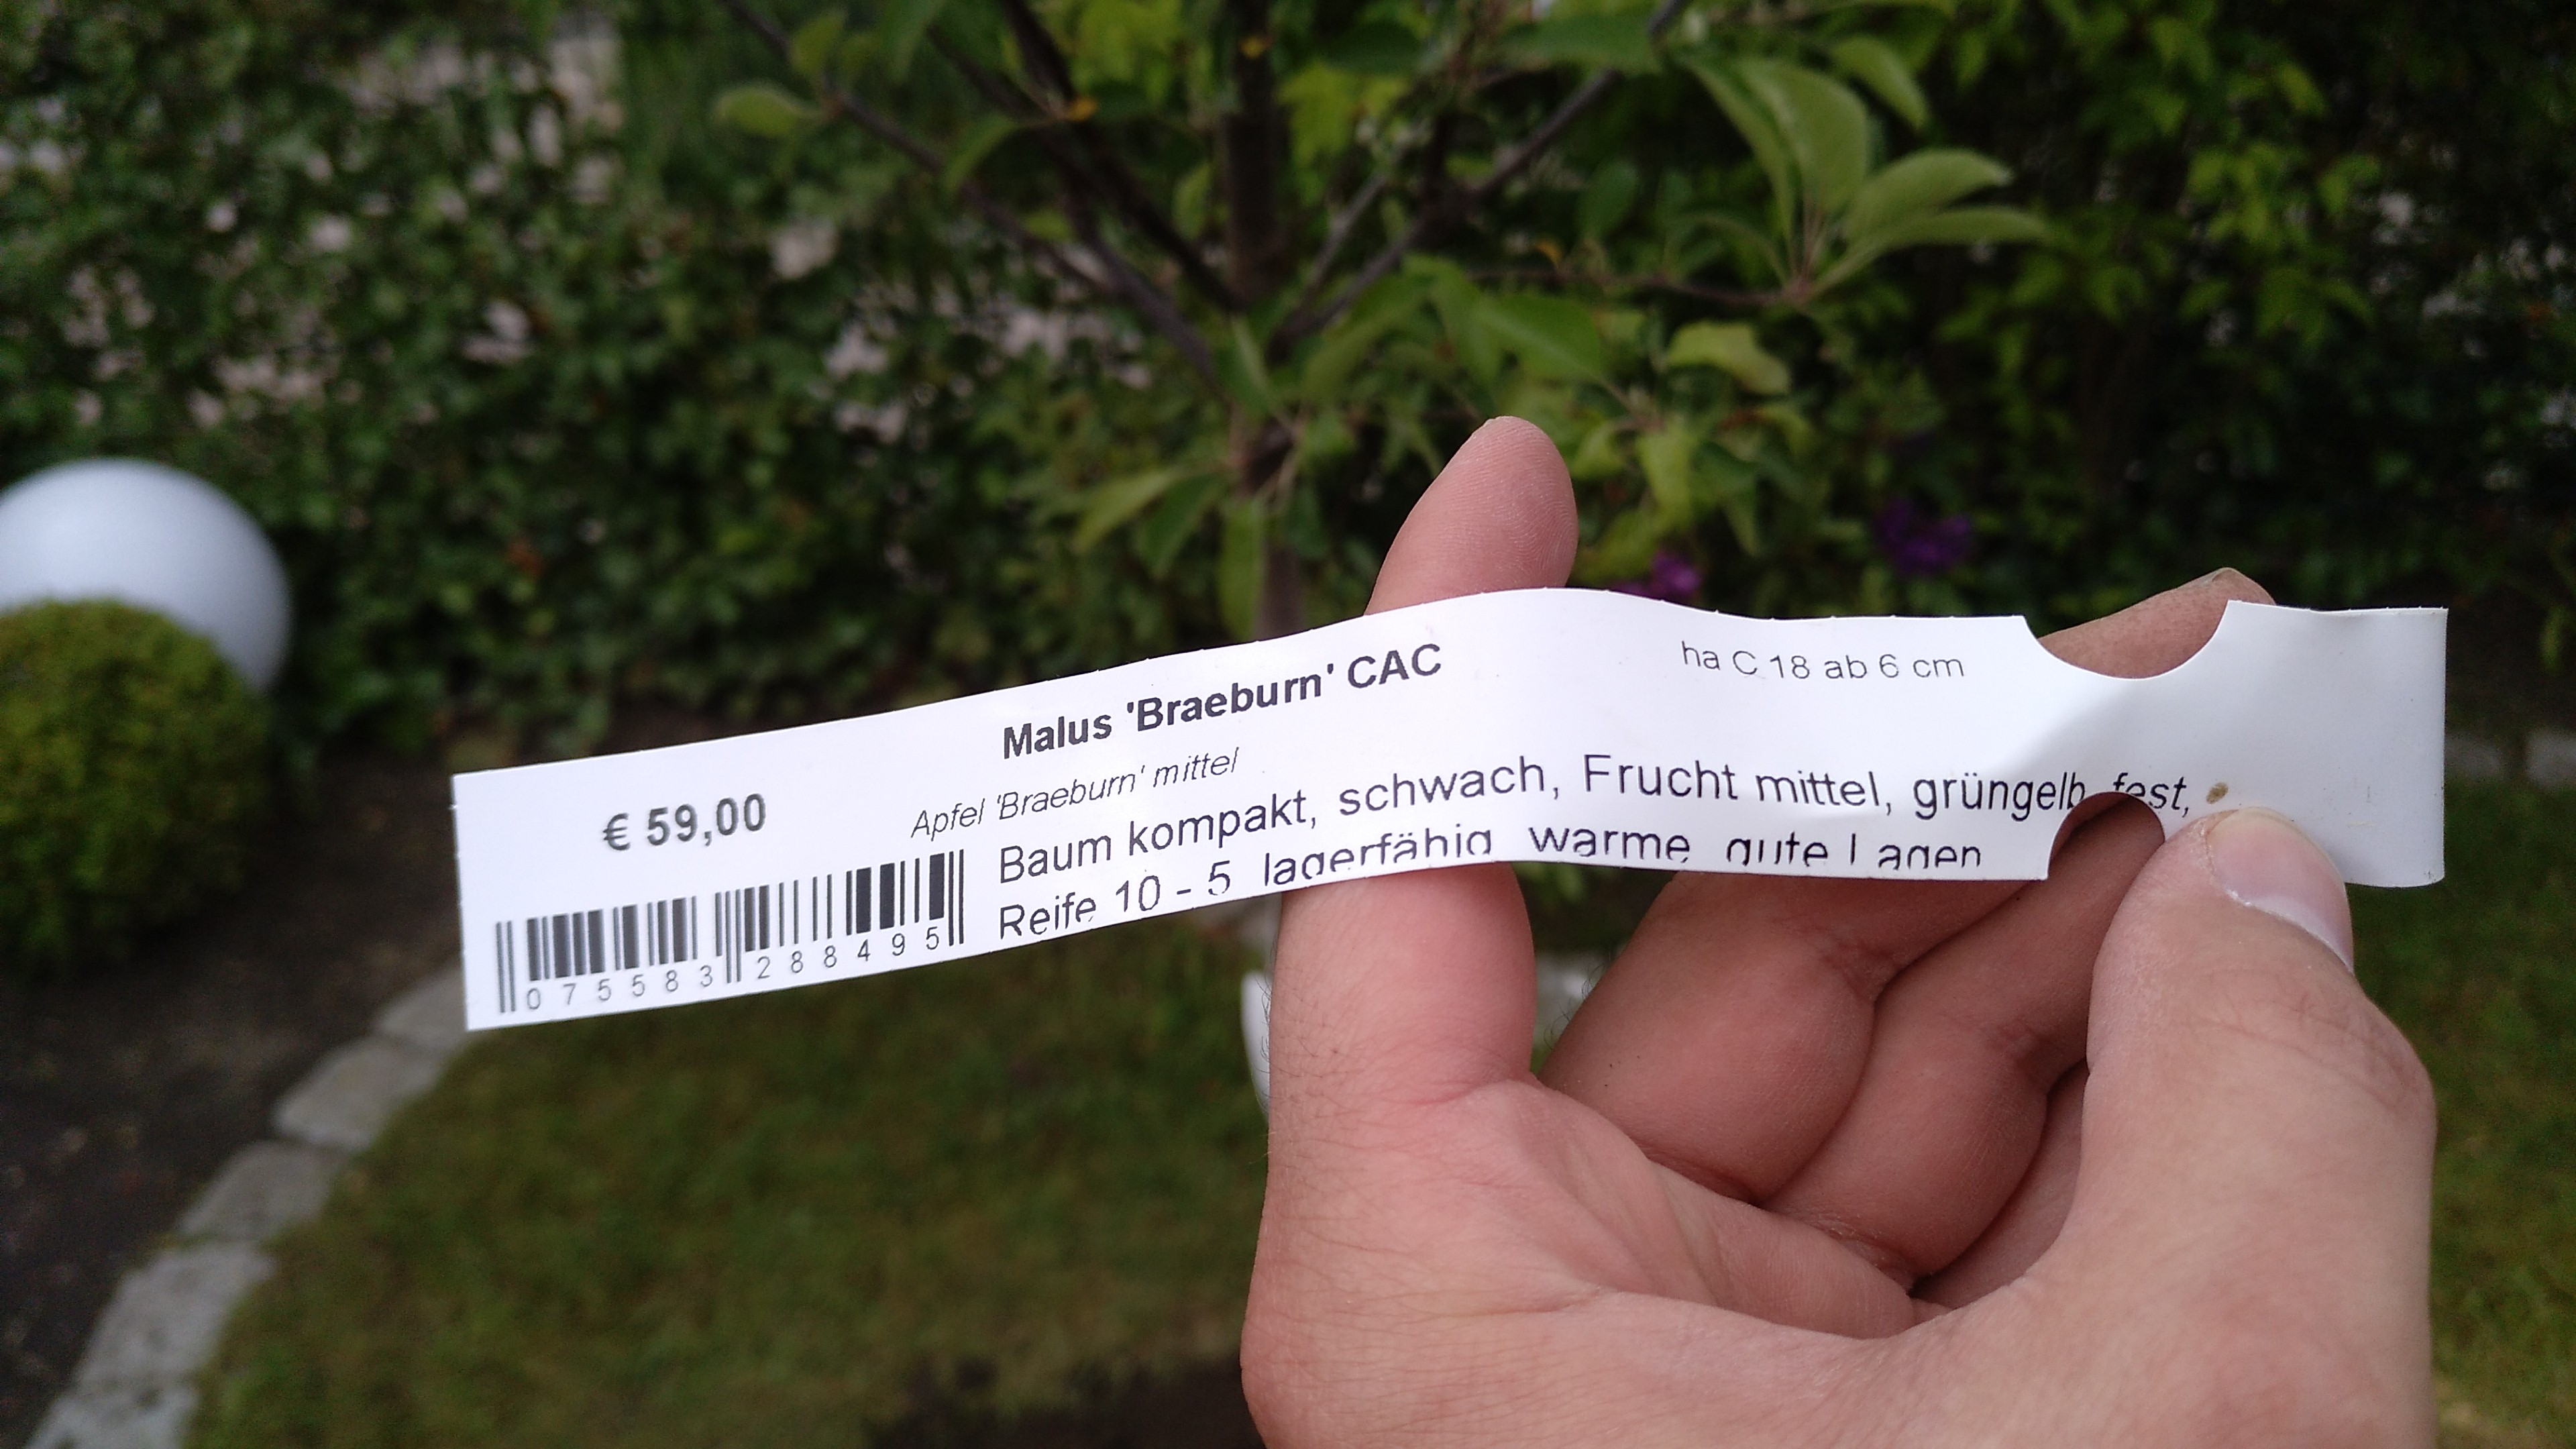 Malus 'Braeburn' CAC ha C 18 ab 6 cm
€ 59,00 Apfel 'Braeburn' mittel
Baum kompakt, schwach, Frucht mittel, grüngelb, fest,
Reife 10 - 5 lagerfähig warme gute Lagen
075583 288495